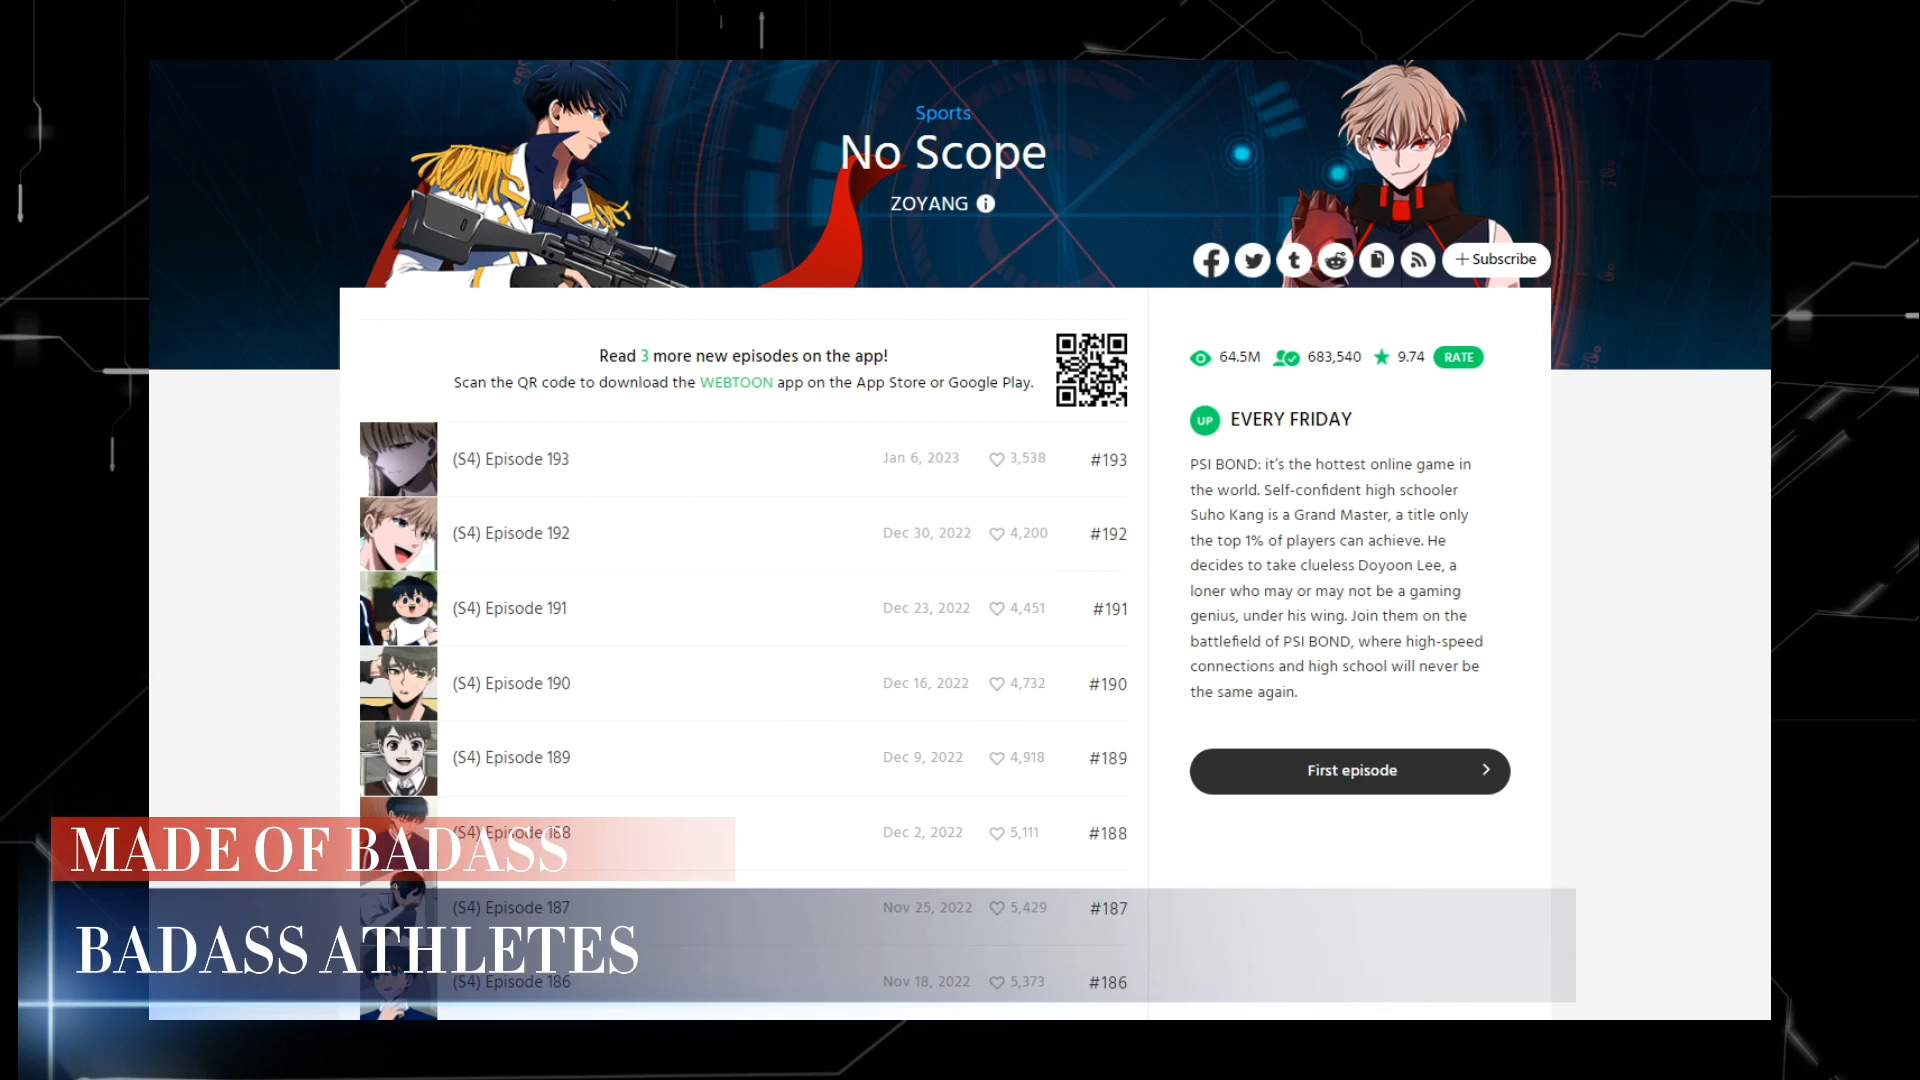 Sports
No Scope
ZOYANG
+ Subscribe
Read 3 more new episodes on the app!
Scan the QR code to download the WEBTOON app on the App Store or Google Play.
64.5M 683,540 9.74 RATE
UP EVERY FRIDAY
PSI BOND: it's the hottest online game in
the world. Self-confident high schooler
Suho Kang is a Grand Master, a title only
the top 1% of players can achieve. He
decides to take clueless Doyoon Lee, a
loner who may or may not be a gaming
genius, under his wing. Join them on the
battlefield of PSI BOND, where high-speed
connections and high school will never be
the same again.
First episode
(S4) Episode 193 Jan 6, 2023 3,538 #193
(S4) Episode 192 Dec 30, 2022 4,200 #192
(S4) Episode 191 Dec 23, 2022 4,451 #191
(S4) Episode 190 Dec 16, 2022 4,732 #190
(S4) Episode 189 Dec 9, 2022 4,918 #189
(S4) Episode 188 Dec 2, 2022 5,111 #188
(S4) Episode 187 Nov 25, 2022 5,429 #187
(S4) Episode 186 Nov 18, 2022 5,373 #186
MADE OF BADASS
BADASS ATHLETES